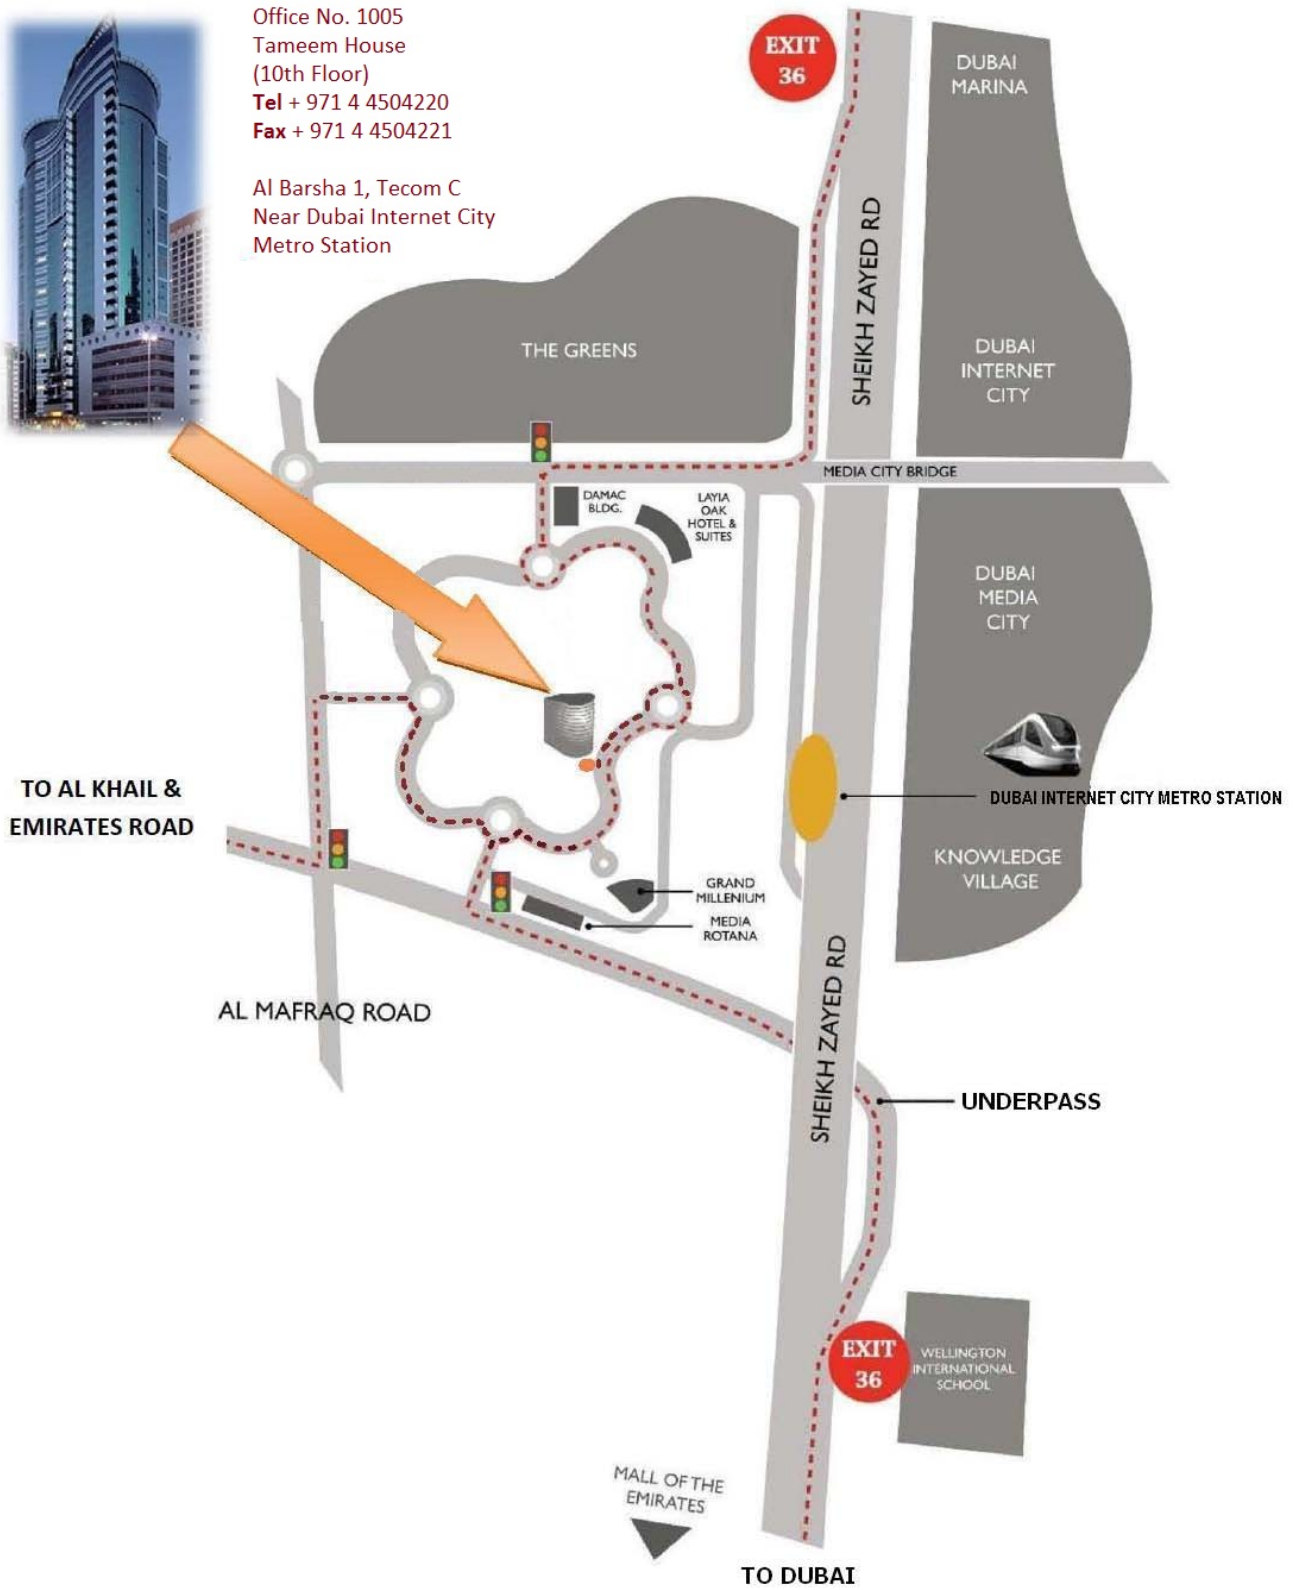 Office No. 1005
Tameem House
(10th Floor)
Tel + 971 4 4504220
Fax + 971 4 4504221
Al Barsha 1, Tecom C
Near Dubai Internet City
Metro Station
EXIT
36
DUBAI
MARINA
SHEIKH ZAYED RD
THE GREENS
DUBAI
INTERNET
CITY
MEDIA CITY BRIDGE
DAMAC
BLDG.
LAYIA
OAK
HOTEL &
SUITES
DUBAI
MEDIA
CITY
TO AL KHAIL &
EMIRATES ROAD
DUBAI INTERNET CITY METRO STATION
KNOWLEDGE
VILLAGE
GRAND
MILLENIUM
MEDIA
ROTANA
AL MAFRAQ ROAD
SHEIKH ZAYED RD
UNDERPASS
EXIT
36
WELLINGTON
INTERNATIONAL
SCHOOL
MALL OF THE
EMIRATES
TO DUBAI